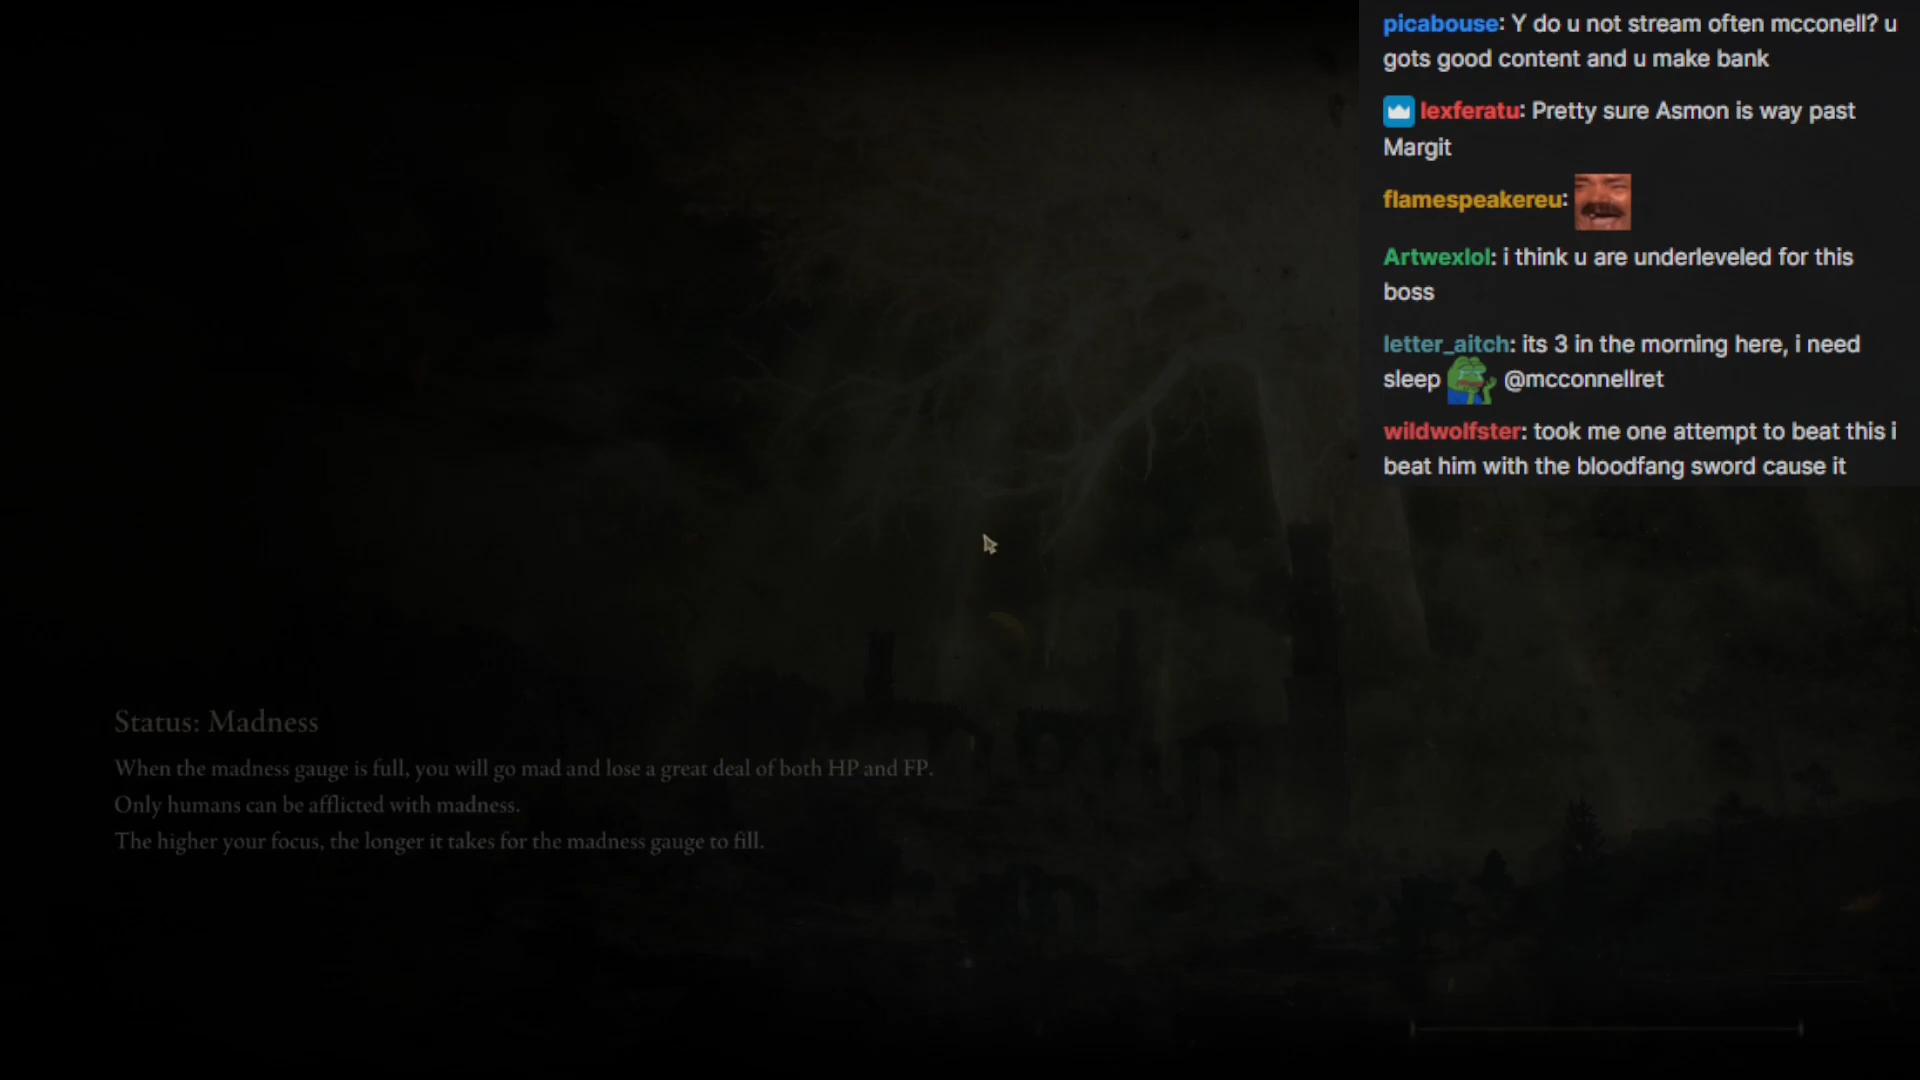 picabouse: Y do u not stream often mcconell? u
gots good content and u make bank
lexferatu: Pretty sure Asmon is way past
Margit
flamespeakereu:
Artwexlol: i think u are underleveled for this
boss
letter_aitch: its 3 in the morning here, i need
sleep @mcconnellret
wildwolfster: took me one attempt to beat this i
beat him with the bloodfang sword cause it
Status: Madness
When the madness gauge is full, you will go mad and lose a great deal of both HP and FP.
Only humans can be afflicted with madness.
The higher your focus, the longer it takes for the madness gauge to fill.